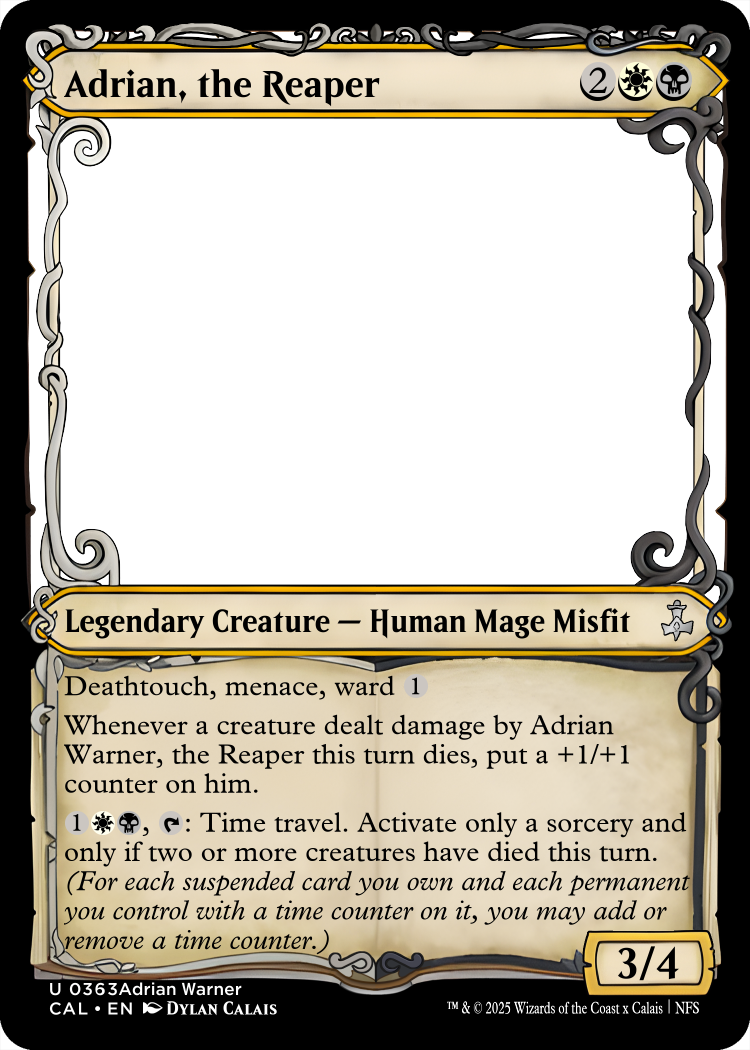 Adrian, the Reaper 2
Legendary Creature — Human Mage Misfit
Deathtouch, menace, ward 1
Whenever a creature dealt damage by Adrian
Warner, the Reaper this turn dies, put a +1/+1
counter on him.
1, : Time travel. Activate only a sorcery and
only if two or more creatures have died this turn.
(For each suspended card you own and each permanent
you control with a time counter on it, you may add or
remove a time counter.)
3/4
U 0363Adrian Warner
CAL • EN DYLAN CALAIS
™ & © 2025 Wizards of the Coast x Calais | NFS